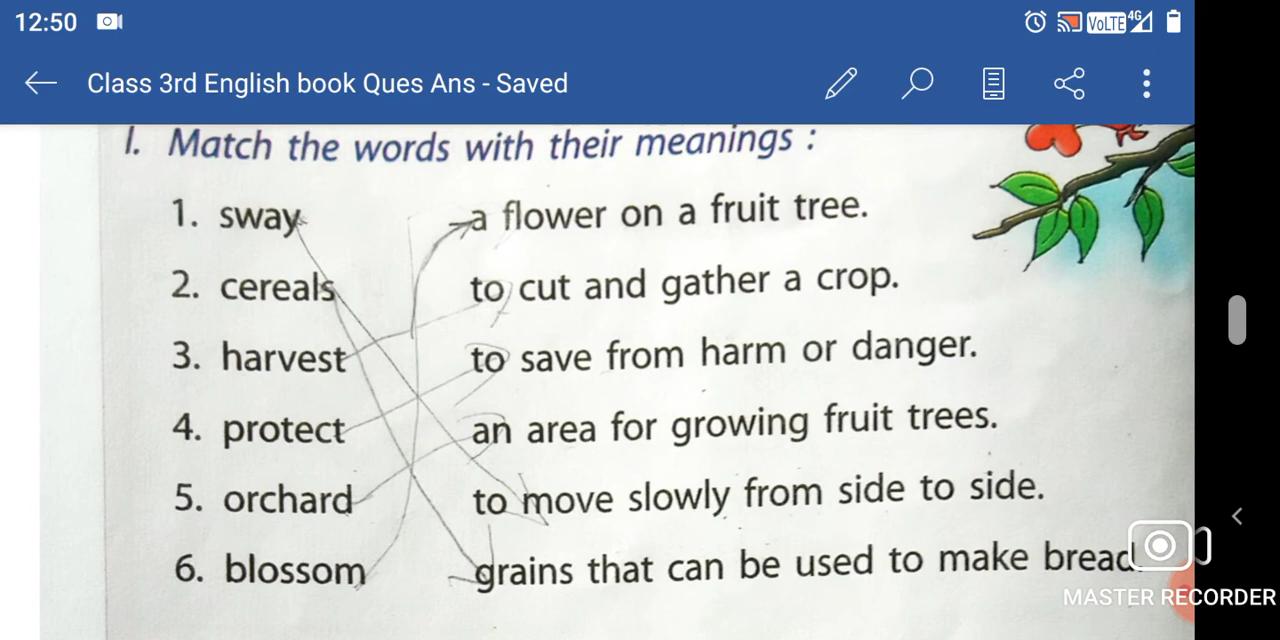 12:50
VoLTE 4G
Class 3rd English book Ques Ans - Saved
I. Match the words with their meanings :
1. sway a flower on a fruit tree.
2. cereals to cut and gather a crop.
3. harvest to save from harm or danger.
4. protect an area for growing fruit trees.
5. orchard to move slowly from side to side.
6. blossom grains that can be used to make bread.
MASTER RECORDER